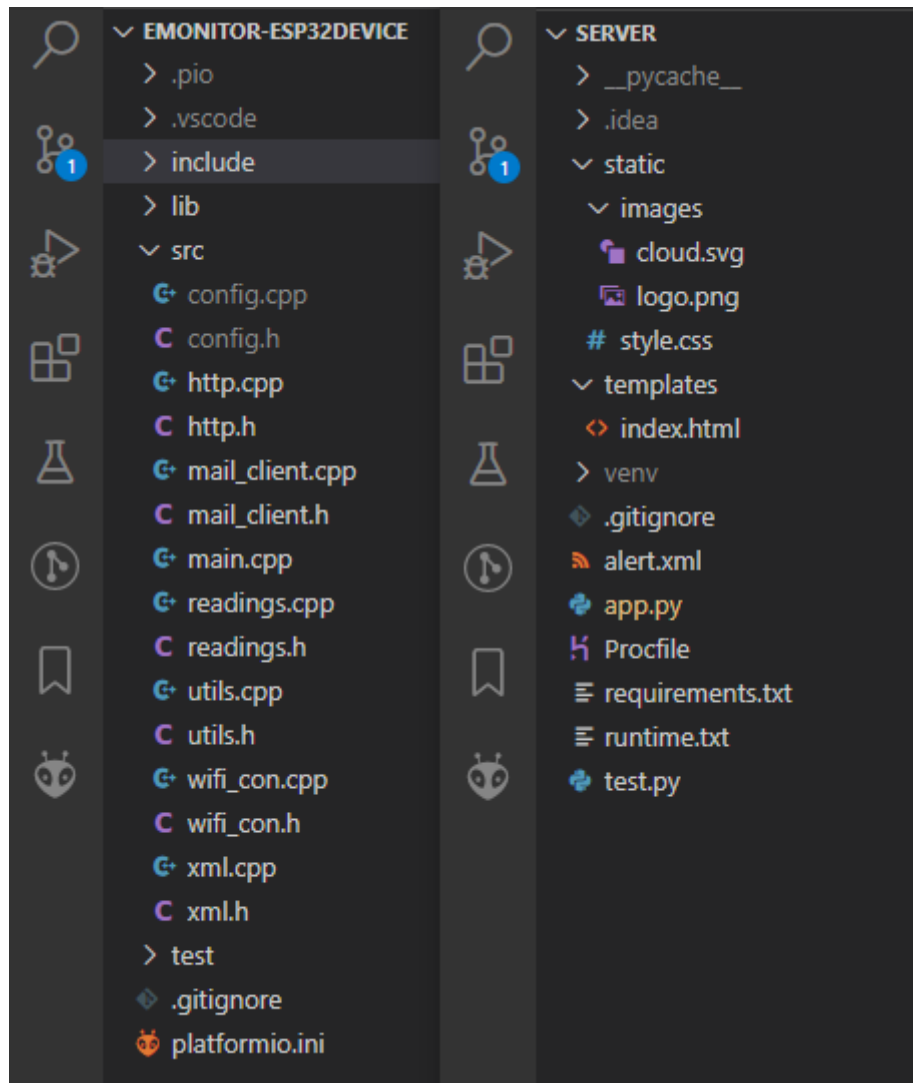 EMONITOR-ESP32DEVICE
.pio
.vscode
include
lib
src
config.cpp
config.h
http.cpp
http.h
mail_client.cpp
mail_client.h
main.cpp
readings.cpp
readings.h
utils.cpp
utils.h
wifi_con.cpp
wifi_con.h
xml.cpp
xml.h
test
.gitignore
platformio.ini
1
SERVER
__pycache__
.idea
static
images
cloud.svg
logo.png
style.css
templates
index.html
venv
.gitignore
alert.xml
app.py
Procfile
requirements.txt
runtime.txt
test.py
1